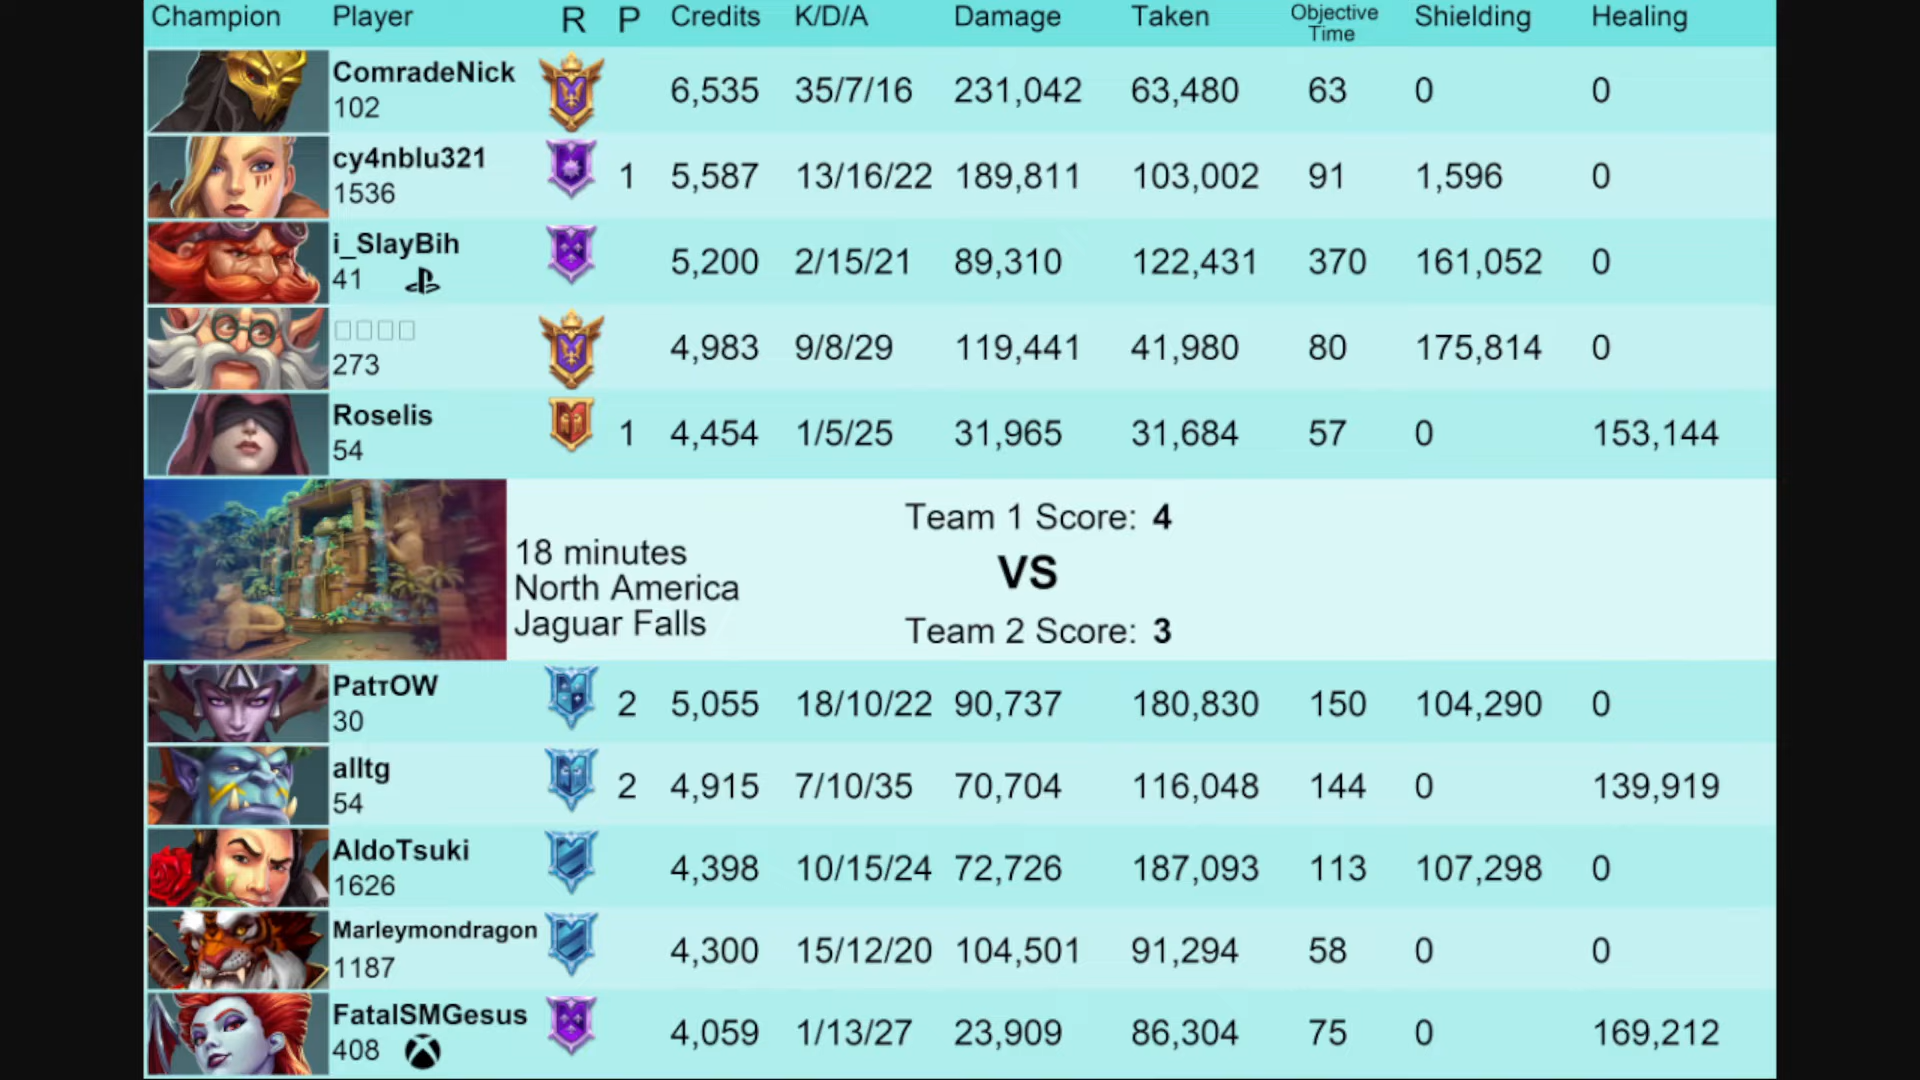 Champion Player R P Credits K/D/A Damage Taken Objective Time Shielding Healing
ComradeNick
102 6,535 35/7/16 231,042 63,480 63 0 0
cy4nblu321
1536 1 5,587 13/16/22 189,811 103,002 91 1,596 0
i_SlayBih
41 5,200 2/15/21 89,310 122,431 370 161,052 0
□□□□
273 4,983 9/8/29 119,441 41,980 80 175,814 0
Roselis
54 1 4,454 1/5/25 31,965 31,684 57 0 153,144
18 minutes
North America
Jaguar Falls
Team 1 Score: 4
VS
Team 2 Score: 3
PatтOW
30 2 5,055 18/10/22 90,737 180,830 150 104,290 0
alltg
54 2 4,915 7/10/35 70,704 116,048 144 0 139,919
AldoTsuki
1626 4,398 10/15/24 72,726 187,093 113 107,298 0
Marleymondragon
1187 4,300 15/12/20 104,501 91,294 58 0 0
FatalSMGesus
408 4,059 1/13/27 23,909 86,304 75 0 169,212